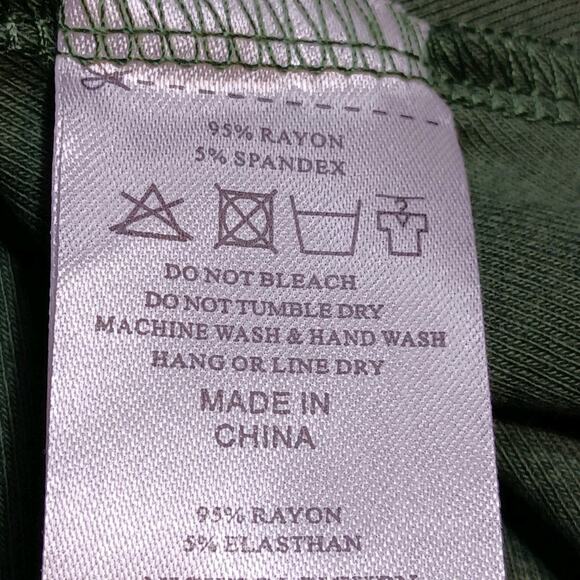 95% RAYON
5% SPANDEX
DO NOT BLEACH
DO NOT TUMBLE DRY
MACHINE WASH & HAND WASH
HANG OR LINE DRY
MADE IN
CHINA
95% RAYON
5% ELASTHAN